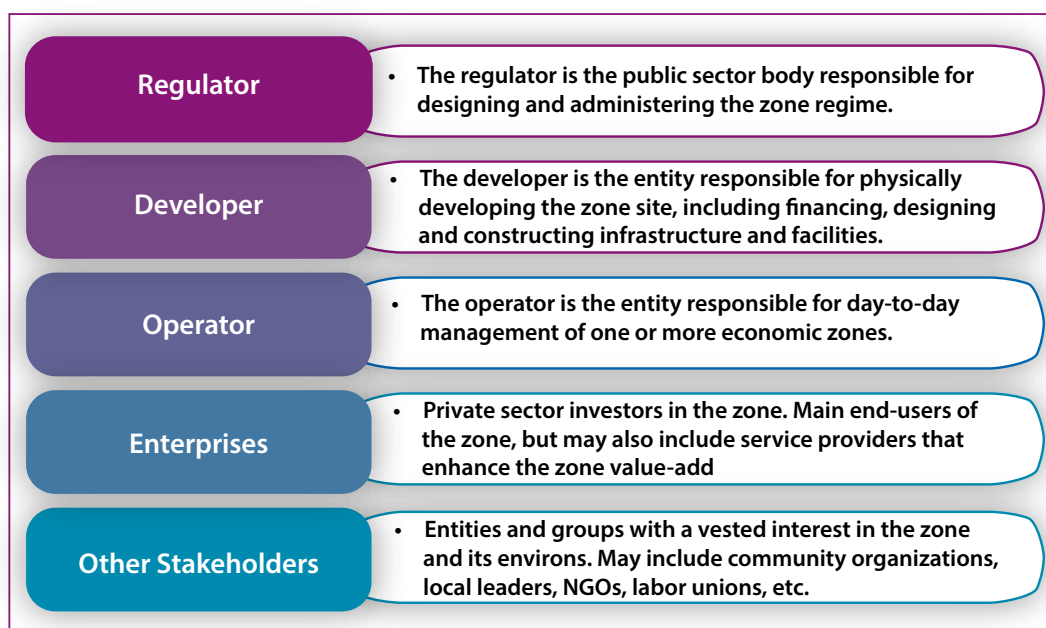 Regulator
• The regulator is the public sector body responsible for
designing and administering the zone regime.
Developer
• The developer is the entity responsible for physically
developing the zone site, including financing, designing
and constructing infrastructure and facilities.
Operator
• The operator is the entity responsible for day-to-day
management of one or more economic zones.
Enterprises
• Private sector investors in the zone. Main end-users of
the zone, but may also include service providers that
enhance the zone value-add
Other Stakeholders
• Entities and groups with a vested interest in the zone
and its environs. May include community organizations,
local leaders, NGOs, labor unions, etc.